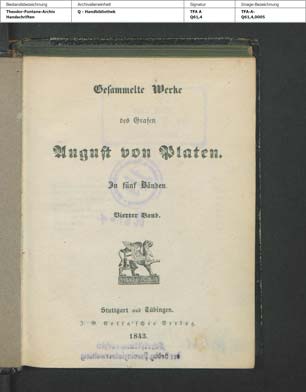 Bestandsbezeichnung Archivalieneinheit Signatur Image-Bezeichnung
Theodor-Fontane-Archiv Q - Handbibliothek TFA A TFA-A-
Handschriften Q61,4 Q61,4,0005
Gesammelte Werke
des Grafen
August von Platen.
In fünf Bänden
Vierter Band.
Stuttgart und Tübingen.
J. G. Cotta'scher Verlag.
1843.